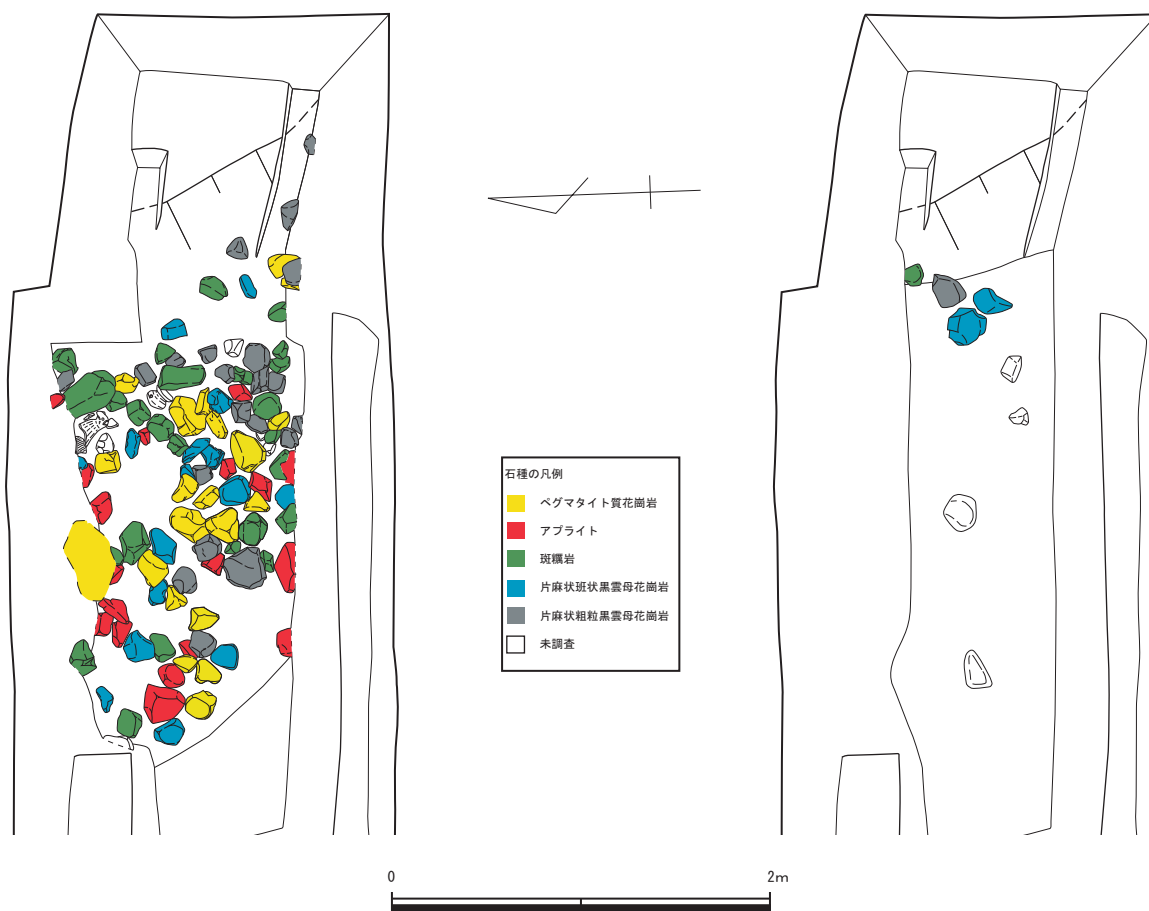 石種の凡例
ペグマタイト質花崗岩
アプライト
斑糲岩
片麻状斑状黒雲母花崗岩
片麻状粗粒黒雲母花崗岩
未調査
0 2m